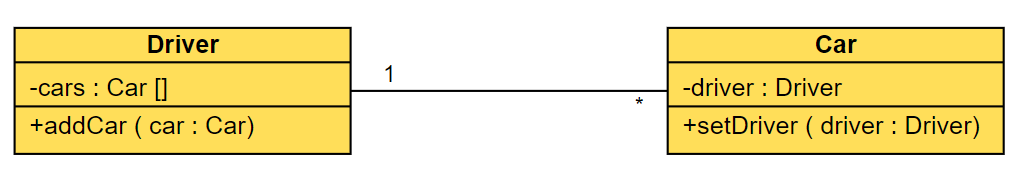 Driver
-cars : Car []
+addCar ( car : Car)
1
*
Car
-driver : Driver
+setDriver ( driver : Driver)